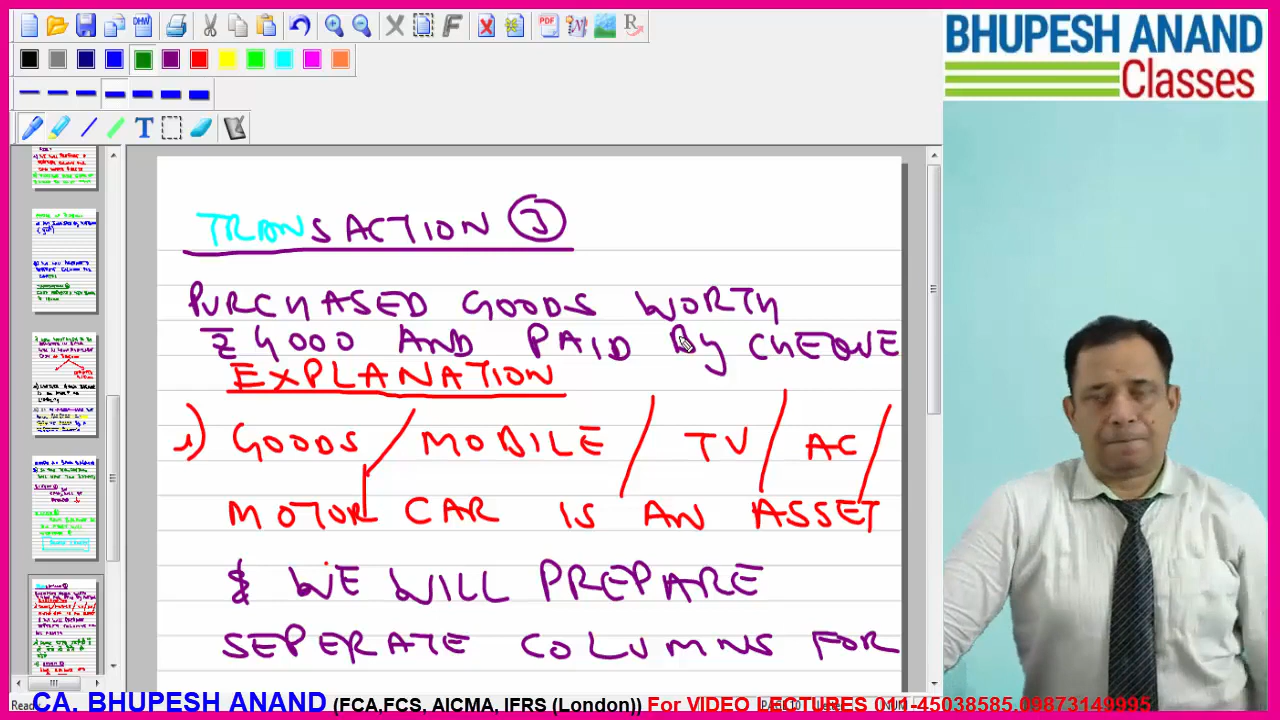 BHUPESH ANAND
Classes
TRANSACTION 3
PURCHASED GOODS WORTH
₹ 4000 AND PAID By CHEQUE
EXPLANATION
1) GOODS / MOBILE / TV / AC /
MOTOR CAR IS AN ASSET
& WE WILL PREPARE
SEPERATE COLUMNS FOR
CA. BHUPESH ANAND (FCA,FCS, AICMA, IFRS (London)) For VIDEO LECTURES 011-45038585,09873149995